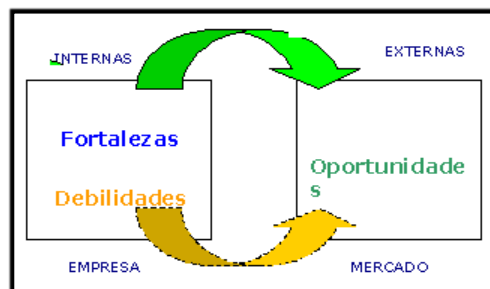 INTERNAS
EXTERNAS
Fortalezas
Debilidades
Oportunidade
s
EMPRESA
MERCADO